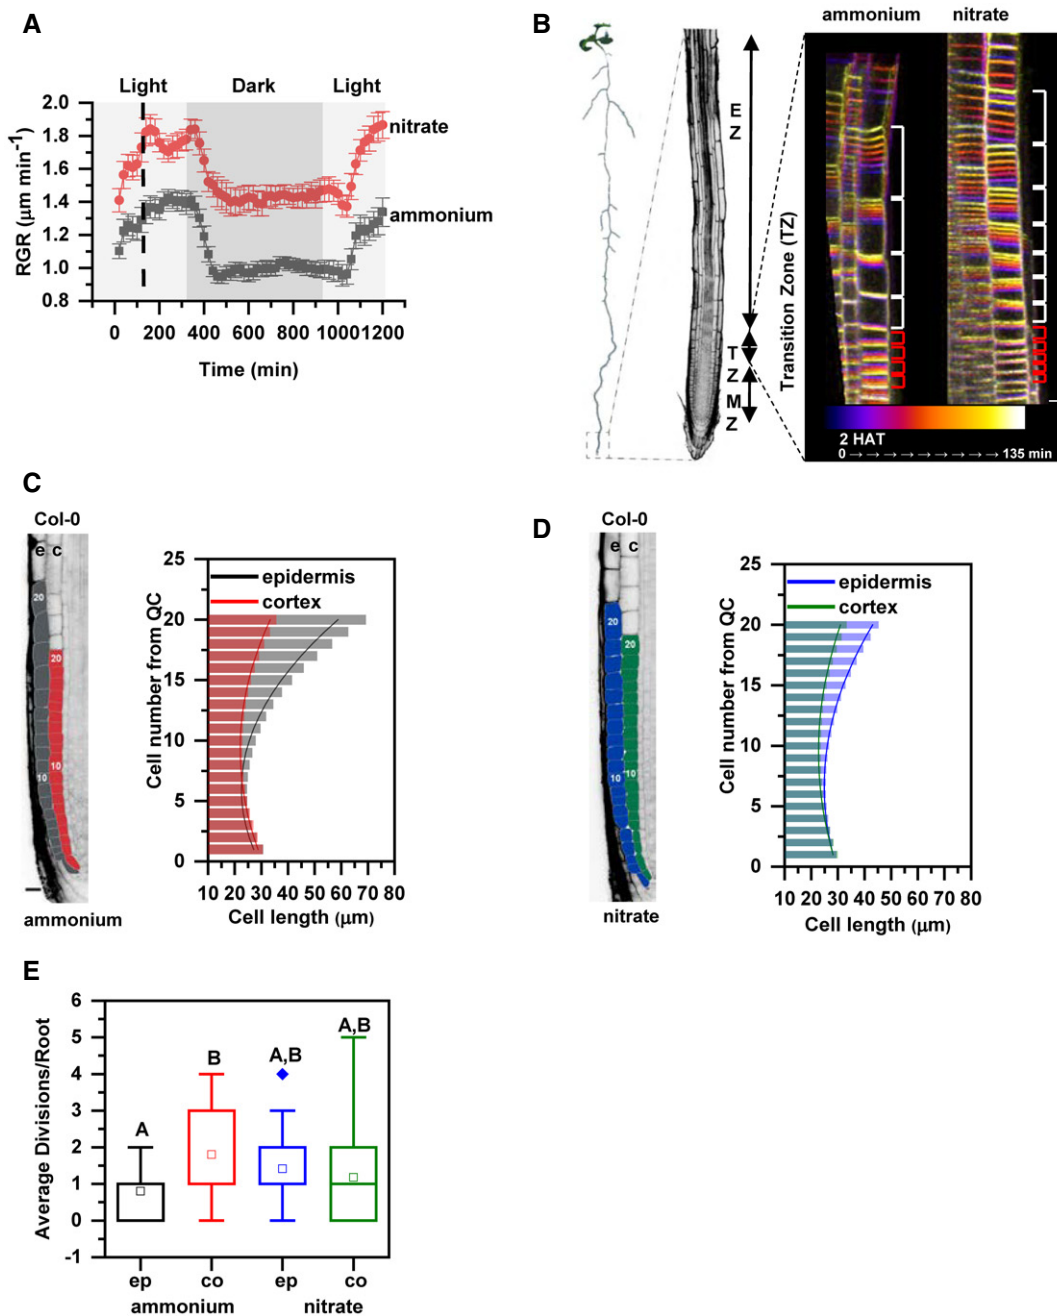 A
Light Dark Light
2.0
1.8
1.6
1.4
1.2
1.0
0.8
RGR (µm min-1)
nitrate
ammonium
0 200 400 600 800 1000 1200
Time (min)
B
ammonium nitrate
E
Z
T
Z
M
Z
Transition Zone (TZ)
2 HAT
0 →→→→→→→→→→ 135 min
C
Col-0
e c
20
20
10
ammonium
25
20
15
10
5
0
Cell number from QC
epidermis
cortex
10 20 30 40 50 60 70 80
Cell length (µm)
D
Col-0
e c
20
20
10
10
nitrate
25
20
15
10
5
0
Cell number from QC
epidermis
cortex
10 20 30 40 50 60 70 80
Cell length (µm)
E
6
5
4
3
2
1
0
-1
Average Divisions/Root
A B A,B A,B
ep co ep co
ammonium nitrate